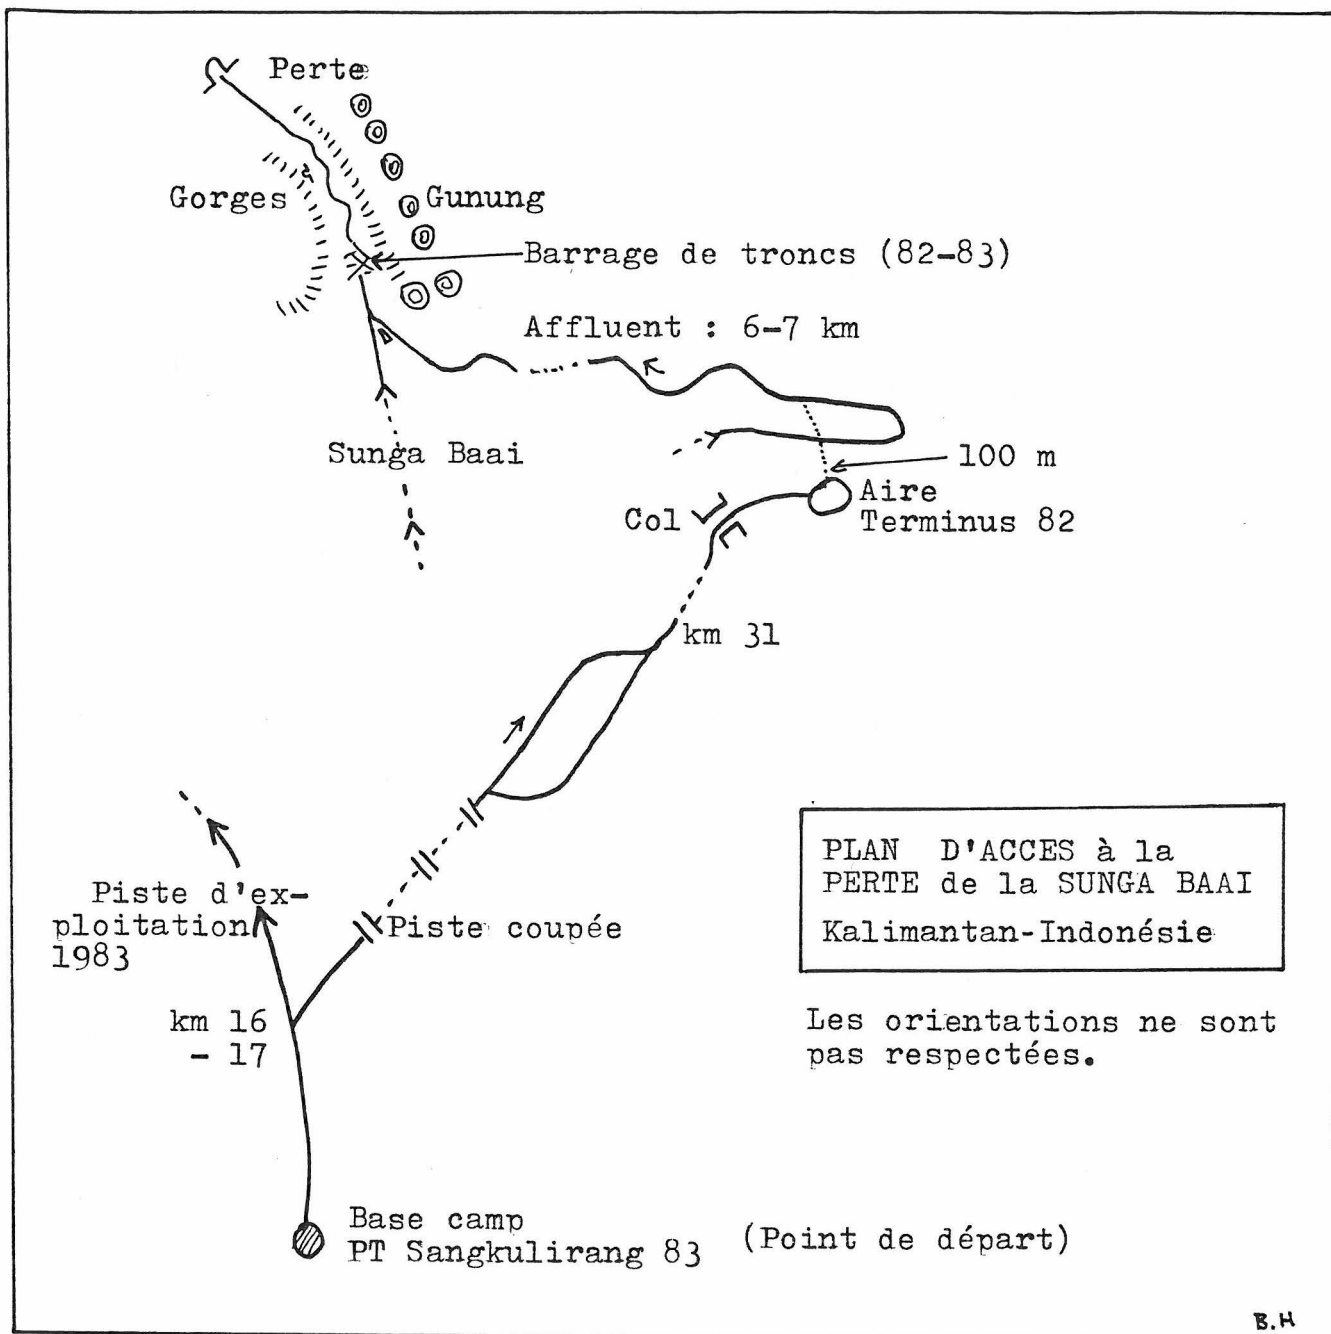 Perte
Gorges
Gunung
Barrage de troncs (82-83)
Affluent : 6-7 km
Sunga Baai
100 m
Aire
Terminus 82
Col
km 31
PLAN D'ACCES à la
PERTE de la SUNGA BAAI
Kalimantan-Indonésie
Piste d'ex-
ploitation
1983
Piste coupée
km 16
- 17
Les orientations ne sont
pas respectées.
Base camp
PT Sangkulirang 83
(Point de départ)
B.H